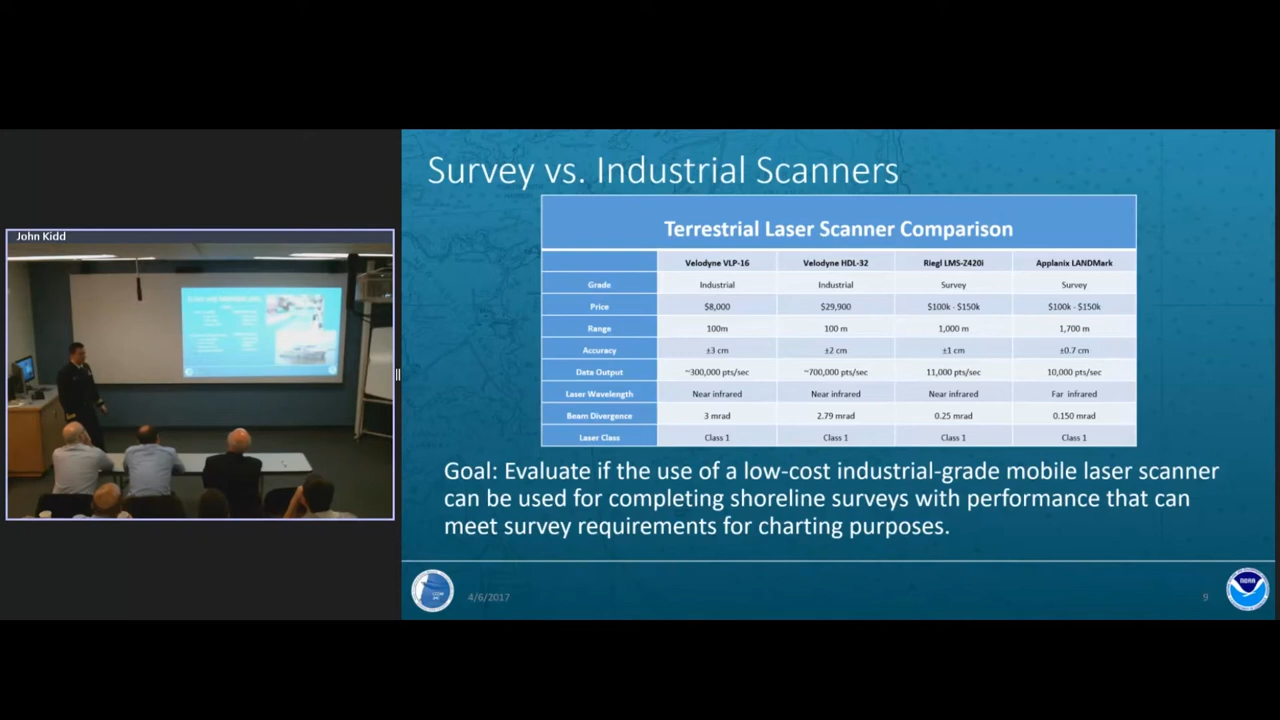 John Kidd
Survey vs. Industrial Scanners
Terrestrial Laser Scanner Comparison
Velodyne VLP-16 Velodyne HDL-32 Riegl LMS-Z420i Applanix LANDMark
Grade Industrial Industrial Survey Survey
Price $8,000 $29,900 $100k - $150k $100k - $150k
Range 100m 100 m 1,000 m 1,700 m
Accuracy ±3 cm ±2 cm ±1 cm ±0.7 cm
Data Output ~300,000 pts/sec ~700,000 pts/sec 11,000 pts/sec 10,000 pts/sec
Laser Wavelength Near infrared Near infrared Near infrared Far infrared
Beam Divergence 3 mrad 2.79 mrad 0.25 mrad 0.150 mrad
Laser Class Class 1 Class 1 Class 1 Class 1
Goal: Evaluate if the use of a low-cost industrial-grade mobile laser scanner
can be used for completing shoreline surveys with performance that can
meet survey requirements for charting purposes.
4/6/2017
9
NOAA